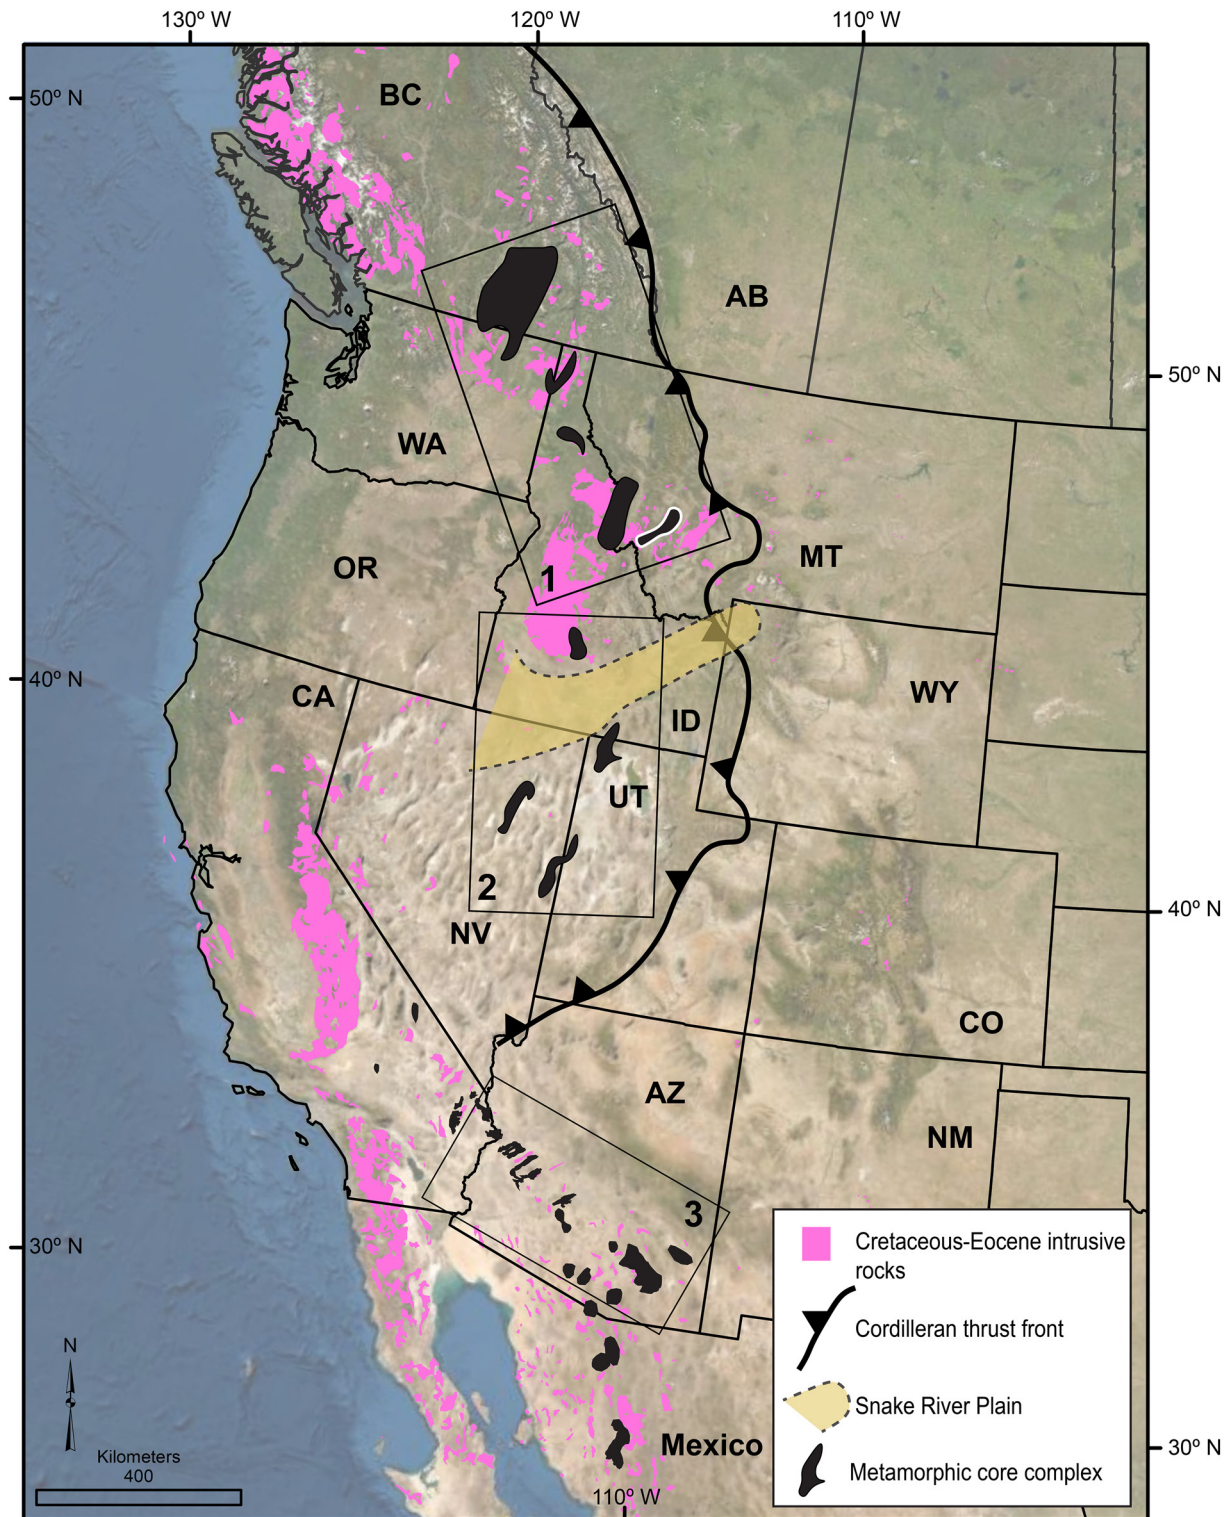 130º W
120º W
110º W
BC
50º N
AB
50º N
WA
OR
1
MT
40º N
CA
ID
WY
UT
2
NV
40º N
CO
AZ
NM
3
30º N
Cretaceous-Eocene intrusive
rocks
Cordilleran thrust front
N
Snake River Plain
Kilometers
400
Mexico
30º N
Metamorphic core complex
110º W